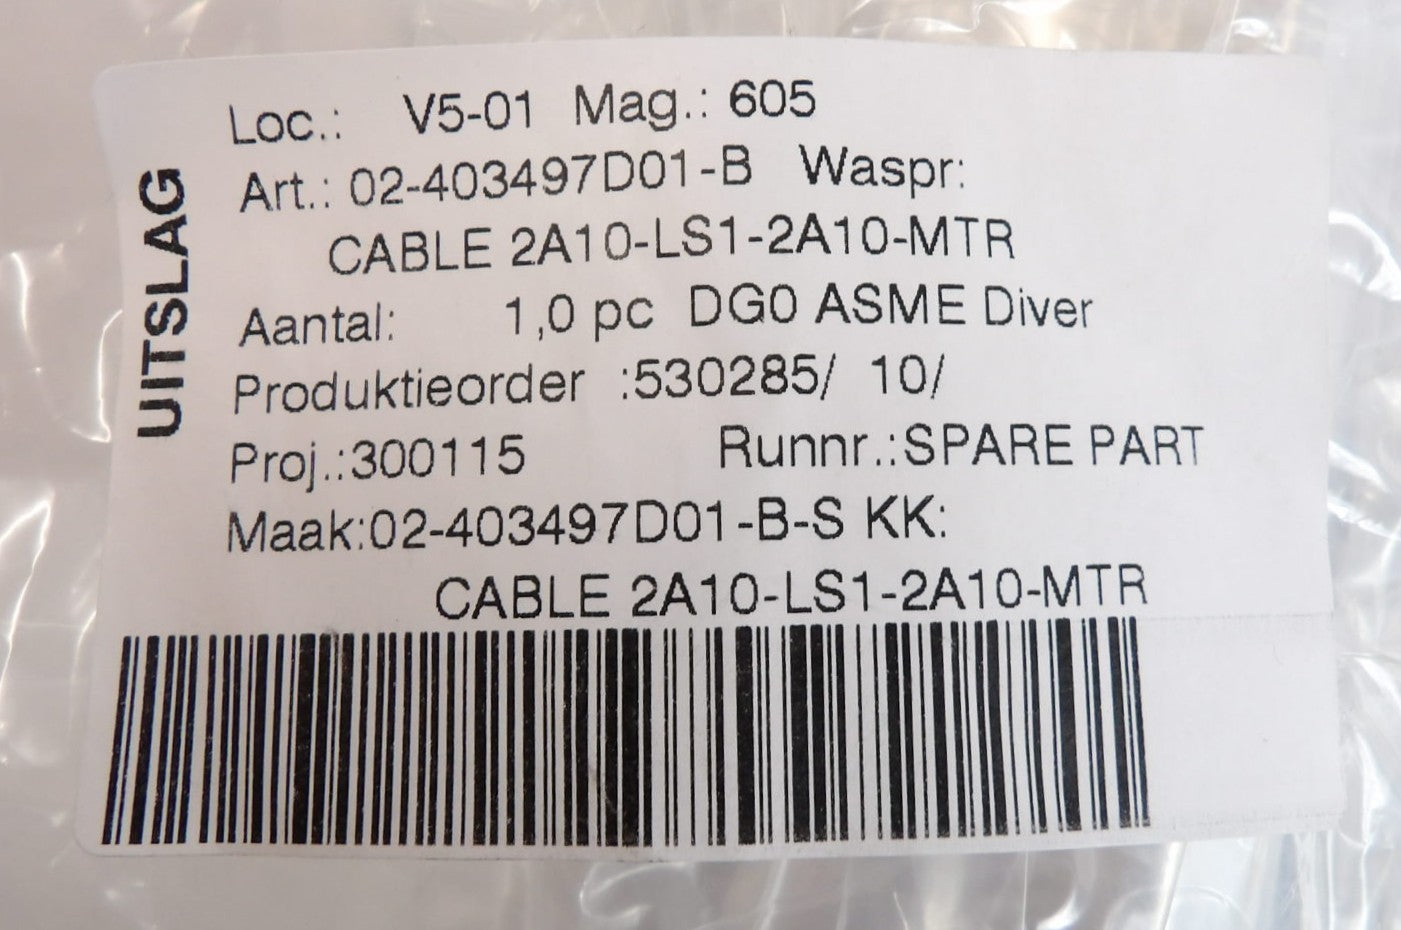 UITSLAG
Loc.: V5-01 Mag.: 605
Art.: 02-403497D01-B Waspr:
CABLE 2A10-LS1-2A10-MTR
Aantal: 1,0 pc DG0 ASME Diver
Produktieorder :530285/ 10/
Proj.:300115 Runnr.:SPARE PART
Maak:02-403497D01-B-S KK:
CABLE 2A10-LS1-2A10-MTR